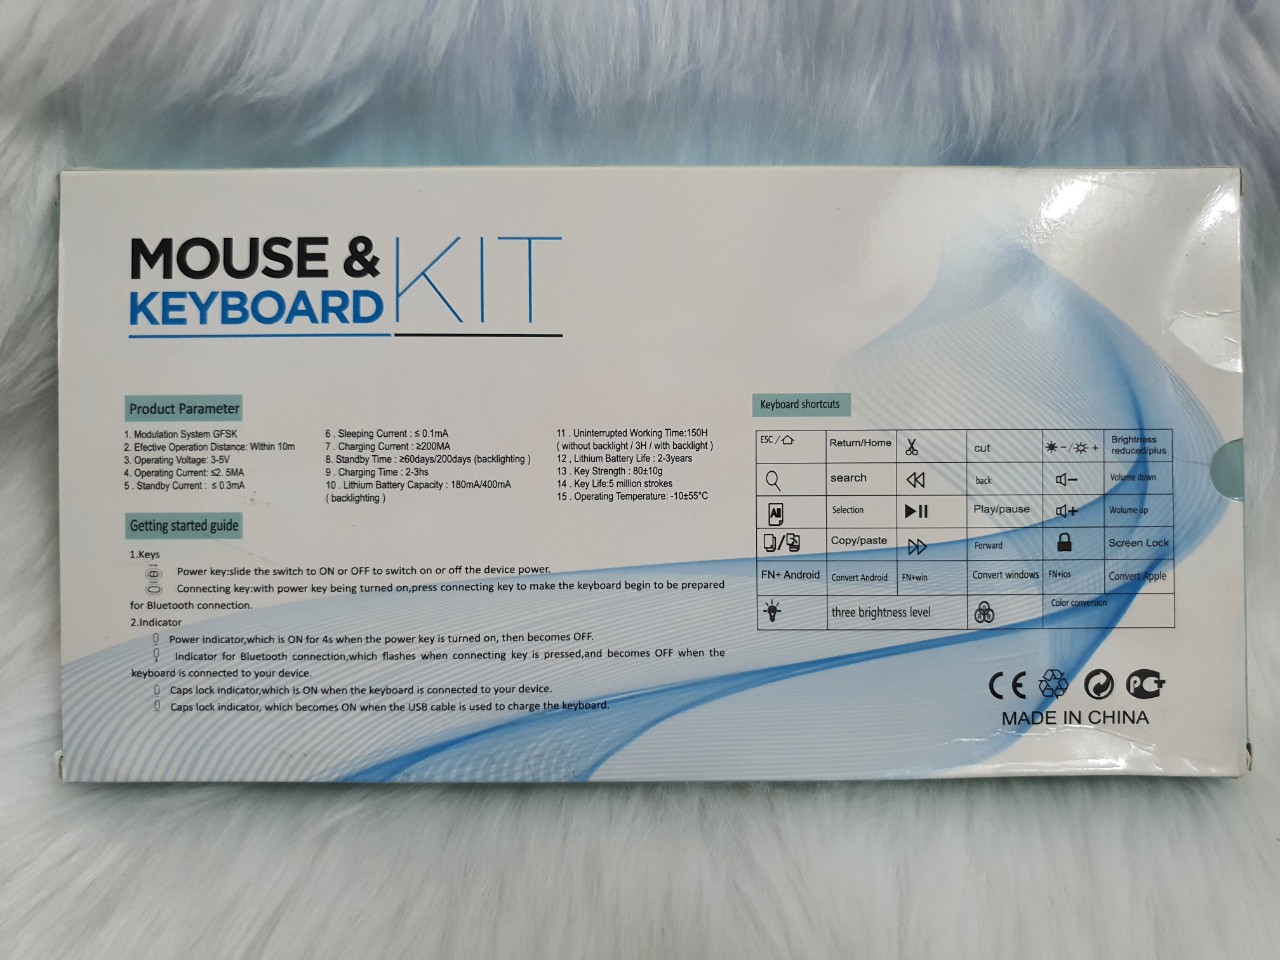 MOUSE &
KEYBOARD
KIT
Product Parameter
1. Modulation System GFSK
2. Efective Operation Distance: Within 10m
3. Operating Voltage: 3-5V
4. Operating Current: ≤2. 5MA
5 . Standby Current : ≤ 0.3mA
6 . Sleeping Current : ≤ 0.1mA
7 . Charging Current : ≥200MA
8. Standby Time : ≥60days/200days (backlighting )
9 . Charging Time : 2-3hs
10 . Lithium Battery Capacity : 180mA/400mA
( backlighting )
11 . Uninterrupted Working Time:150H
( without backlight / 3H / with backlight )
12 , Lithium Battery Life : 2-3years
13 . Key Strength : 80±10g
14 . Key Life:5 million strokes
15 . Operating Temperature: -10±55°C
Getting started guide
1.Keys
Power key:slide the switch to ON or OFF to switch on or off the device power.
Connecting key:with power key being turned on,press connecting key to make the keyboard begin to be prepared
for Bluetooth connection.
2.Indicator
Power indicator,which is ON for 4s when the power key is turned on, then becomes OFF.
Indicator for Bluetooth connection,which flashes when connecting key is pressed,and becomes OFF when the
keyboard is connected to your device.
Caps lock indicator,which is ON when the keyboard is connected to your device.
Caps lock indicator, which becomes ON when the USB cable is used to charge the keyboard.
Keyboard shortcuts
ESC / Return/Home cut - / + Brightness
reduced/plus
search back Volume down
All Selection Play/pause Wolume up
Copy/paste Forward Screen Lock
FN+ Android Convert Android FN+win Convert windows FN+ios Convert Apple
three brightness level Color conversion
CE PCT
MADE IN CHINA